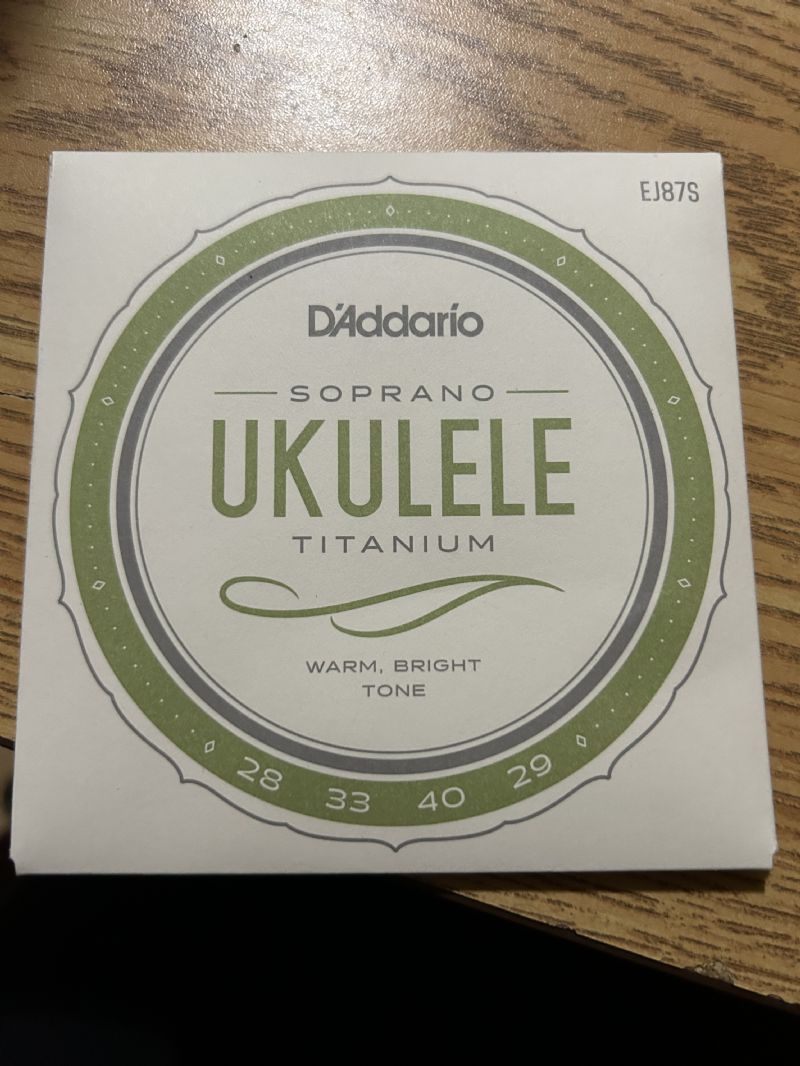 EJ87S
D'Addario
SOPRANO
UKULELE
TITANIUM
WARM, BRIGHT
TONE
28 33 40 29